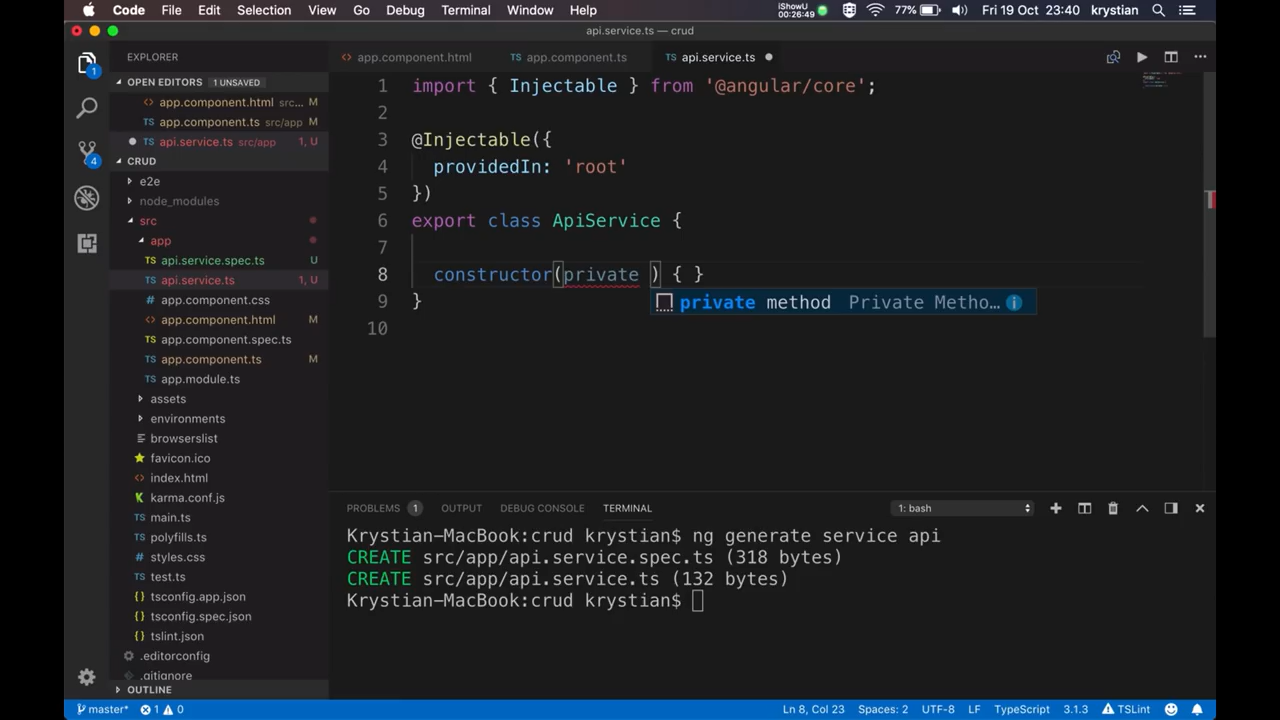 Code File Edit Selection View Go Debug Terminal Window Help iShowU 00:26:49 77% Fri 19 Oct 23:40 krystian
api.service.ts — crud
EXPLORER
OPEN EDITORS 1 UNSAVED
app.component.html src... M
app.component.ts src/app M
api.service.ts src/app 1, U
CRUD
e2e
node_modules
src
app
api.service.spec.ts U
api.service.ts 1, U
app.component.css
app.component.html M
app.component.spec.ts
app.component.ts M
app.module.ts
assets
environments
browserslist
favicon.ico
index.html
karma.conf.js
main.ts
polyfills.ts
styles.css
test.ts
tsconfig.app.json
tsconfig.spec.json
tslint.json
.editorconfig
.gitignore
OUTLINE
app.component.html app.component.ts api.service.ts
1 import { Injectable } from '@angular/core';
2
3 @Injectable({
4 providedIn: 'root'
5 })
6 export class ApiService {
7
8 constructor(private ) { }
9 }
10
private method Private Metho...
PROBLEMS 1 OUTPUT DEBUG CONSOLE TERMINAL 1: bash
Krystian-MacBook:crud krystian$ ng generate service api
CREATE src/app/api.service.spec.ts (318 bytes)
CREATE src/app/api.service.ts (132 bytes)
Krystian-MacBook:crud krystian$
master* 1 0 Ln 8, Col 23 Spaces: 2 UTF-8 LF TypeScript 3.1.3 TSLint